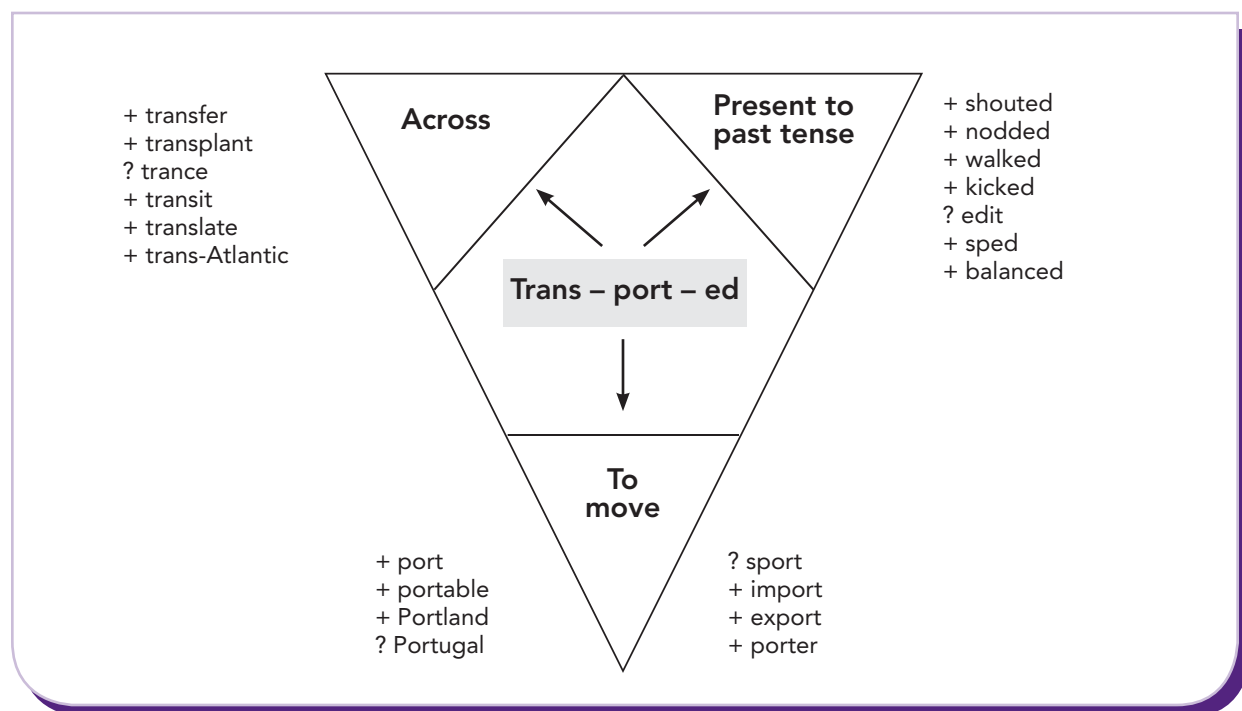 + transfer
+ transplant
? trance
+ transit
+ translate
+ trans-Atlantic
Across
Present to
past tense
+ shouted
+ nodded
+ walked
+ kicked
? edit
+ sped
+ balanced
Trans – port – ed
To
move
+ port
+ portable
+ Portland
? Portugal
? sport
+ import
+ export
+ porter